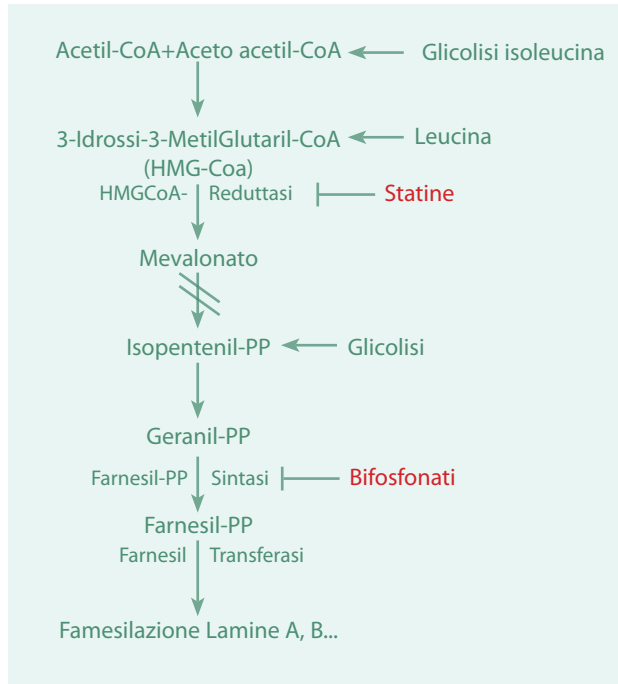 Acetil-CoA+Aceto acetil-CoA
Glicolisi isoleucina
3-Idrossi-3-MetilGlutaril-CoA
Leucina
(HMG-Coa)
HMGCoA- Reduttasi
Statine
Mevalonato
Isopentenil-PP
Glicolisi
Geranil-PP
Farnesil-PP Sintasi
Bifosfonati
Farnesil-PP
Farnesil Transferasi
Famesilazione Lamine A, B...